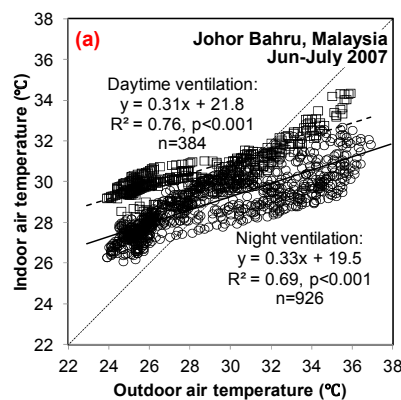 (a)
Johor Bahru, Malaysia
Jun-July 2007
Daytime ventilation:
y = 0.31x + 21.8
R² = 0.76, p<0.001
n=384
Night ventilation:
y = 0.33x + 19.5
R² = 0.69, p<0.001
n=926
Indoor air temperature (℃)
38
36
34
32
30
28
26
24
22
22 24 26 28 30 32 34 36 38
Outdoor air temperature (℃)